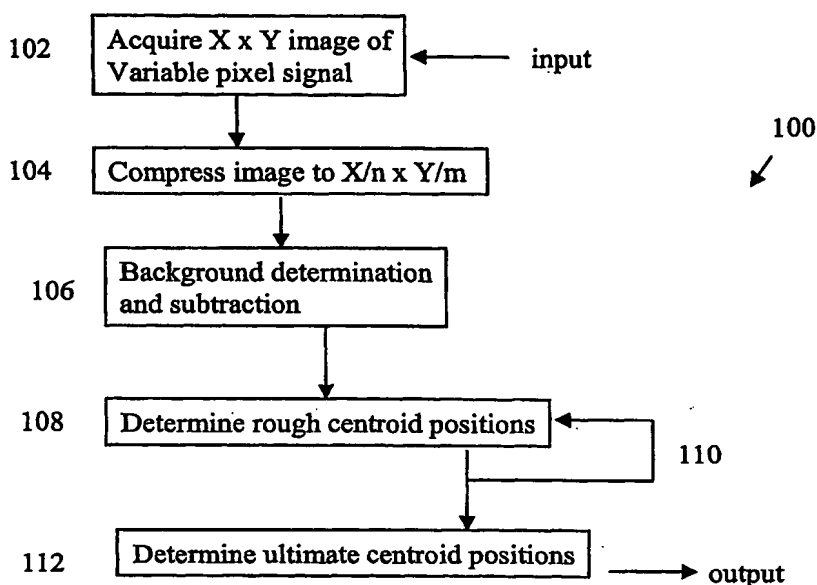 102
Acquire X x Y image of
Variable pixel signal
input
100
104
Compress image to X/n x Y/m
106
Background determination
and subtraction
108
Determine rough centroid positions
110
112
Determine ultimate centroid positions
output